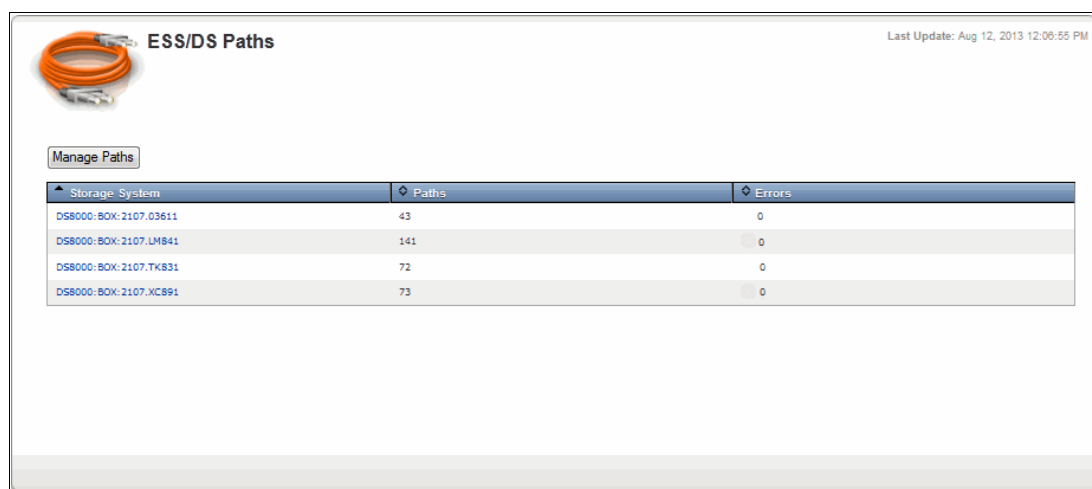 ESS/DS Paths
Last Update: Aug 12, 2013 12:06:55 PM
Manage Paths
Storage System Paths Errors
DS8000:BOX:2107.03611 43 0
DS8000:BOX:2107.LM841 141 0
DS8000:BOX:2107.TK831 72 0
DS8000:BOX:2107.XC891 73 0